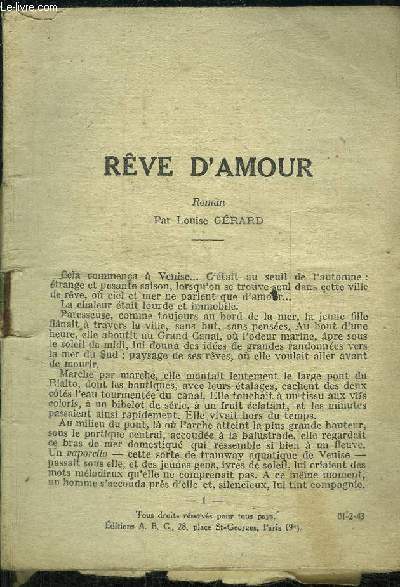 www.Le-livre.fr
RÊVE D'AMOUR
Roman
Par Louise GÉRARD
Cela commença à Venise... C'était au seuil de l'automne :
étrange et pesante saison, lorsqu'on se trouve seul dans cette ville
de rêve, où ciel et mer ne parlent que d'amour...
La chaleur était lourde et immobile.
Paresseuse, comme toujours au bord de la mer, la jeune fille
flânait à travers la ville, sans but, sans pensées. Au bout d'une
heure, elle aboutit au Grand Canal, où l'odeur marine, âpre sous
le soleil de midi, lui donna des idées de grandes randonnées vers
la mer du Sud : paysage de ses rêves, où elle voulait aller avant
de mourir.
Marche par marche, elle montait lentement le large pont du
Rialto, dont les boutiques, avec leurs étalages, cachent des deux
côtés l'eau tourmentée du canal. Elle touchait à un tissu aux vifs
coloris, à un bibelot de série, à un fruit éclatant, et les minutes
passaient ainsi rapidement. Elle vivait hors du temps.
Au milieu du pont, là où l'arche atteint la plus grande hauteur,
sous le portique central, accoudée à la balustrade, elle regardait
ce bras de mer domestiqué qui ressemble si bien à un fleuve.
Un vaporetto — cette sorte de tramway aquatique de Venise —
passait sous elle, et des jeunes gens, ivres de soleil, lui criaient des
mots mélodieux qu'elle ne comprenait pas. A ce même moment,
un homme s'accouda près d'elle et, silencieux, lui tint compagnie.
— 1 —
Tous droits réservés pour tous pays. 81-2-43
Éditions A. B. C., 28, place St-Georges, Paris (9e).